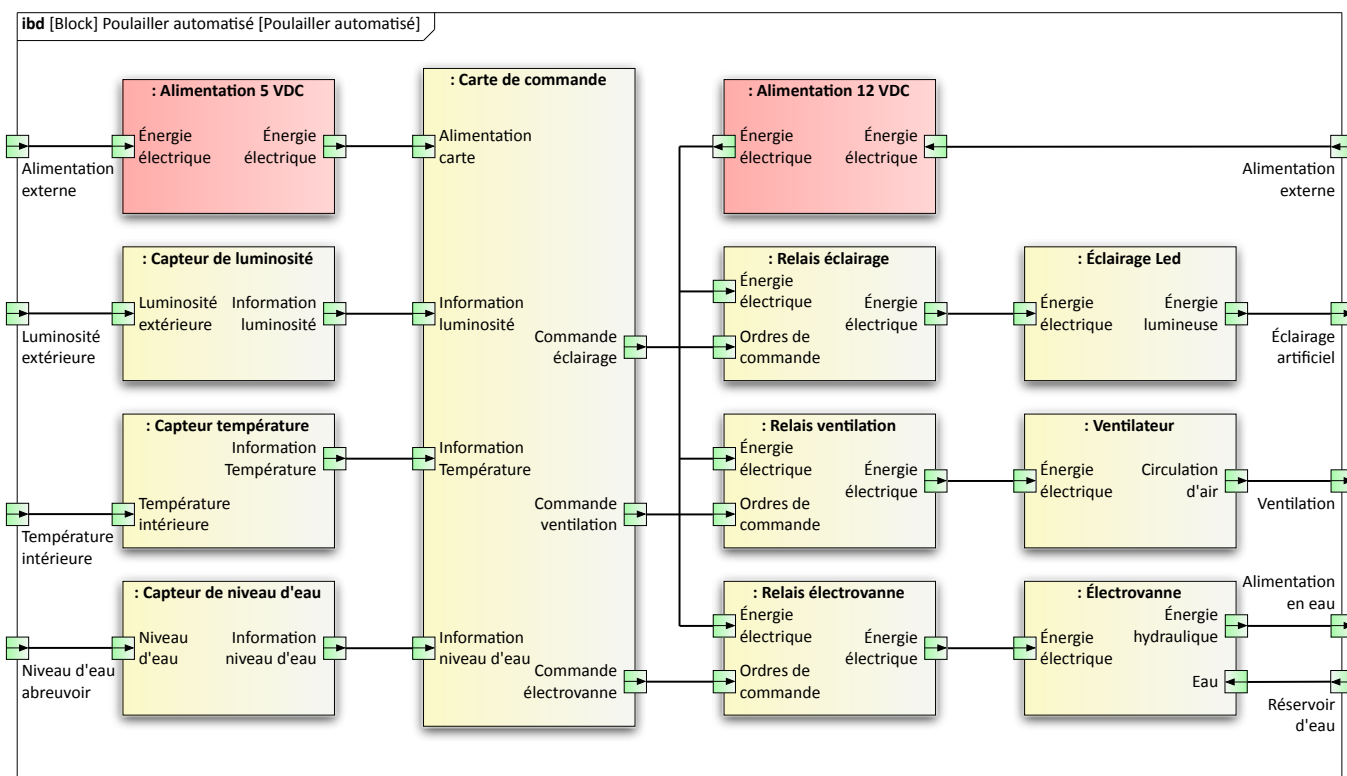 ibd [Block] Poulailler automatisé [Poulailler automatisé]
: Alimentation 5 VDC
Énergie
électrique
Énergie
électrique
Alimentation
externe
: Capteur de luminosité
Luminosité
extérieure
Information
luminosité
Luminosité
extérieure
: Capteur température
Information
Température
Température
intérieure
Température
intérieure
: Capteur de niveau d'eau
Niveau
d'eau
Information
niveau d'eau
Niveau d'eau
abreuvoir
: Carte de commande
Alimentation
carte
Information
luminosité
Commande
éclairage
Information
Température
Commande
ventilation
Information
niveau d'eau
Commande
électrovanne
: Alimentation 12 VDC
Énergie
électrique
Énergie
électrique
Alimentation
externe
: Relais éclairage
Énergie
électrique
Ordres de
commande
Énergie
électrique
: Éclairage Led
Énergie
électrique
Énergie
lumineuse
Éclairage
artificiel
: Relais ventilation
Énergie
électrique
Ordres de
commande
Énergie
électrique
: Ventilateur
Énergie
électrique
Circulation
d'air
Ventilation
: Relais électrovanne
Énergie
électrique
Ordres de
commande
Énergie
électrique
: Électrovanne
Énergie
électrique
Énergie
hydraulique
Eau
Alimentation
en eau
Réservoir
d'eau